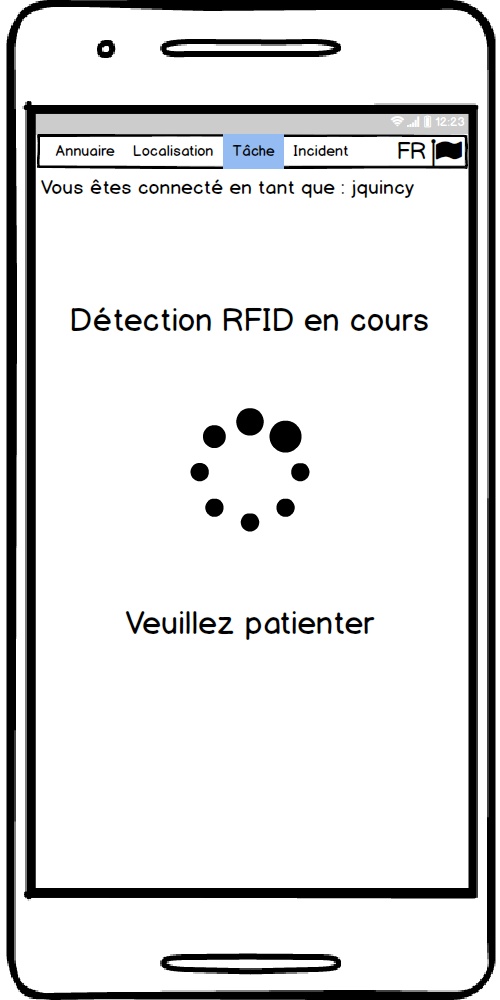 12:23
Annuaire Localisation Tâche Incident FR
Vous êtes connecté en tant que : jquincy
Détection RFID en cours
Veuillez patienter